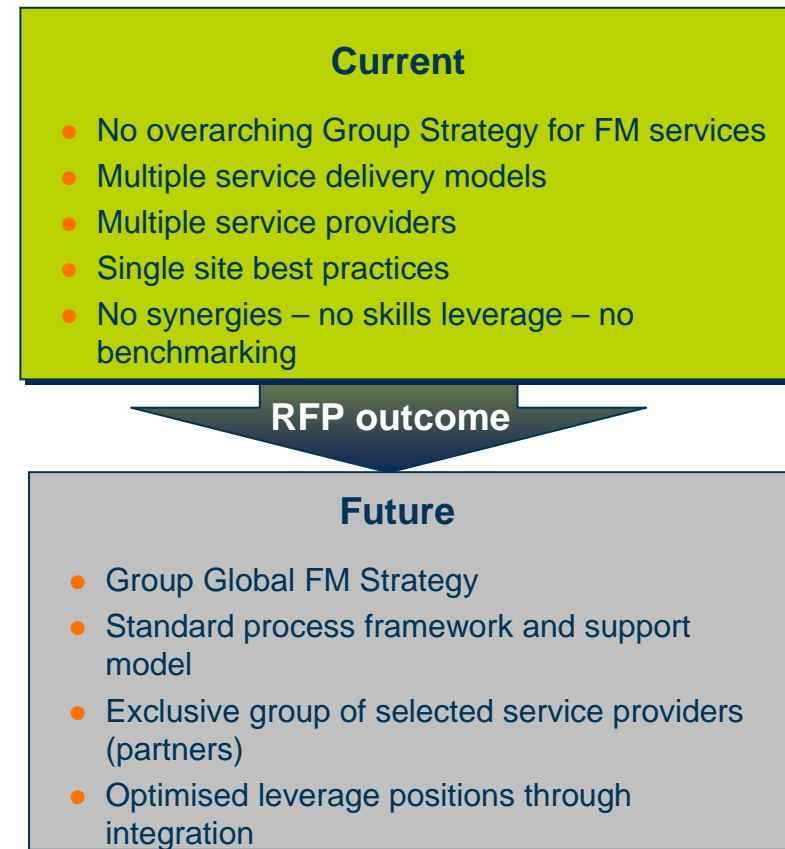 Current
● No overarching Group Strategy for FM services
● Multiple service delivery models
● Multiple service providers
● Single site best practices
● No synergies – no skills leverage – no
benchmarking
RFP outcome
Future
● Group Global FM Strategy
● Standard process framework and support
model
● Exclusive group of selected service providers
(partners)
● Optimised leverage positions through
integration